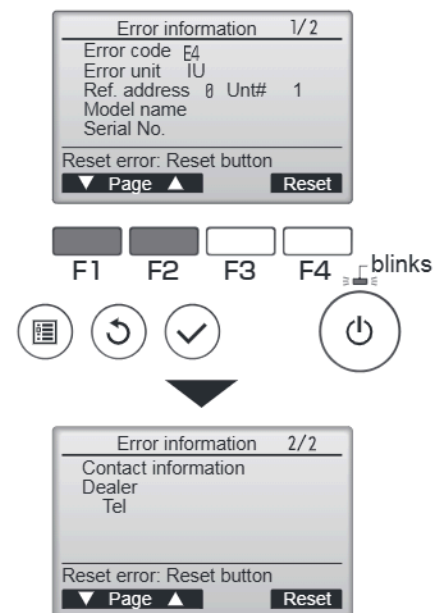 Error information 1/2
Error code E4
Error unit IU
Ref. address 0 Unt# 1
Model name
Serial No.
Reset error: Reset button
▼ Page ▲ Reset
F1 F2 F3 F4
blinks
Error information 2/2
Contact information
Dealer
Tel
Reset error: Reset button
▼ Page ▲ Reset